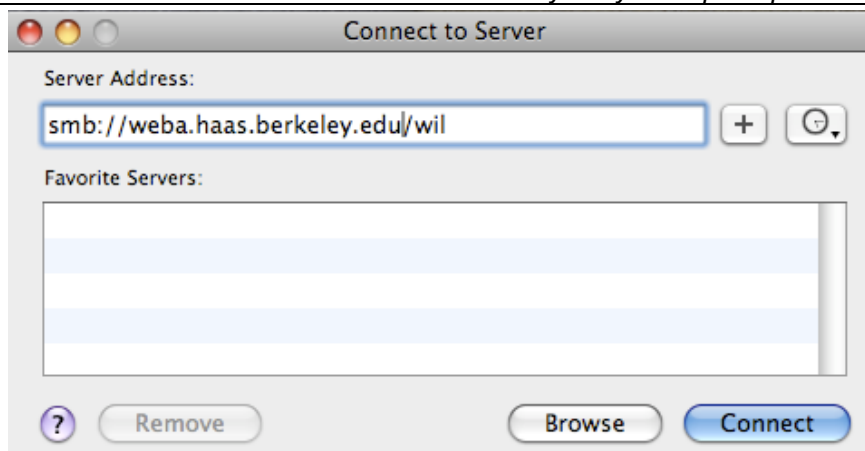 Connect to Server
Server Address:
smb://weba.haas.berkeley.edu/wil
+
Favorite Servers:
?
Remove
Browse
Connect